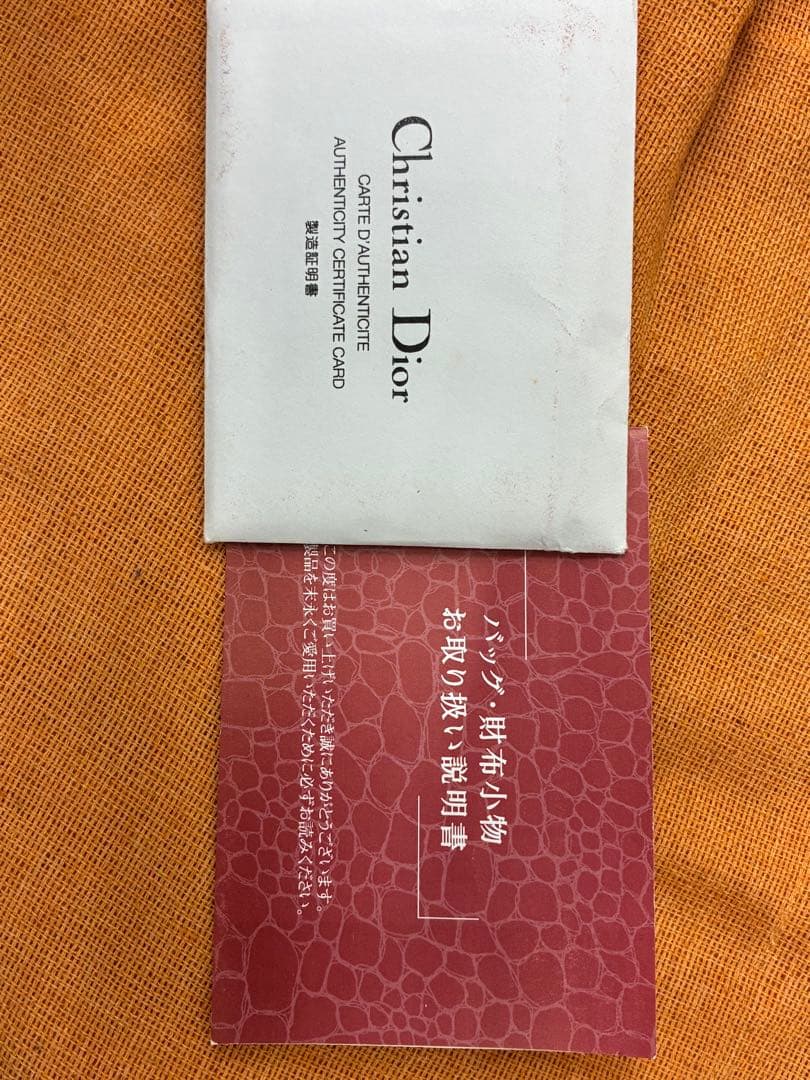 Christian Dior
CARTE D'AUTHENTICITE
AUTHENTICITY CERTIFICATE CARD
製造証明書
バッグ・財布小物
お取り扱い説明書
この度はお買い上げいただき誠にありがとうございます。
製品を末永くご愛用いただくために必ずお読みください。